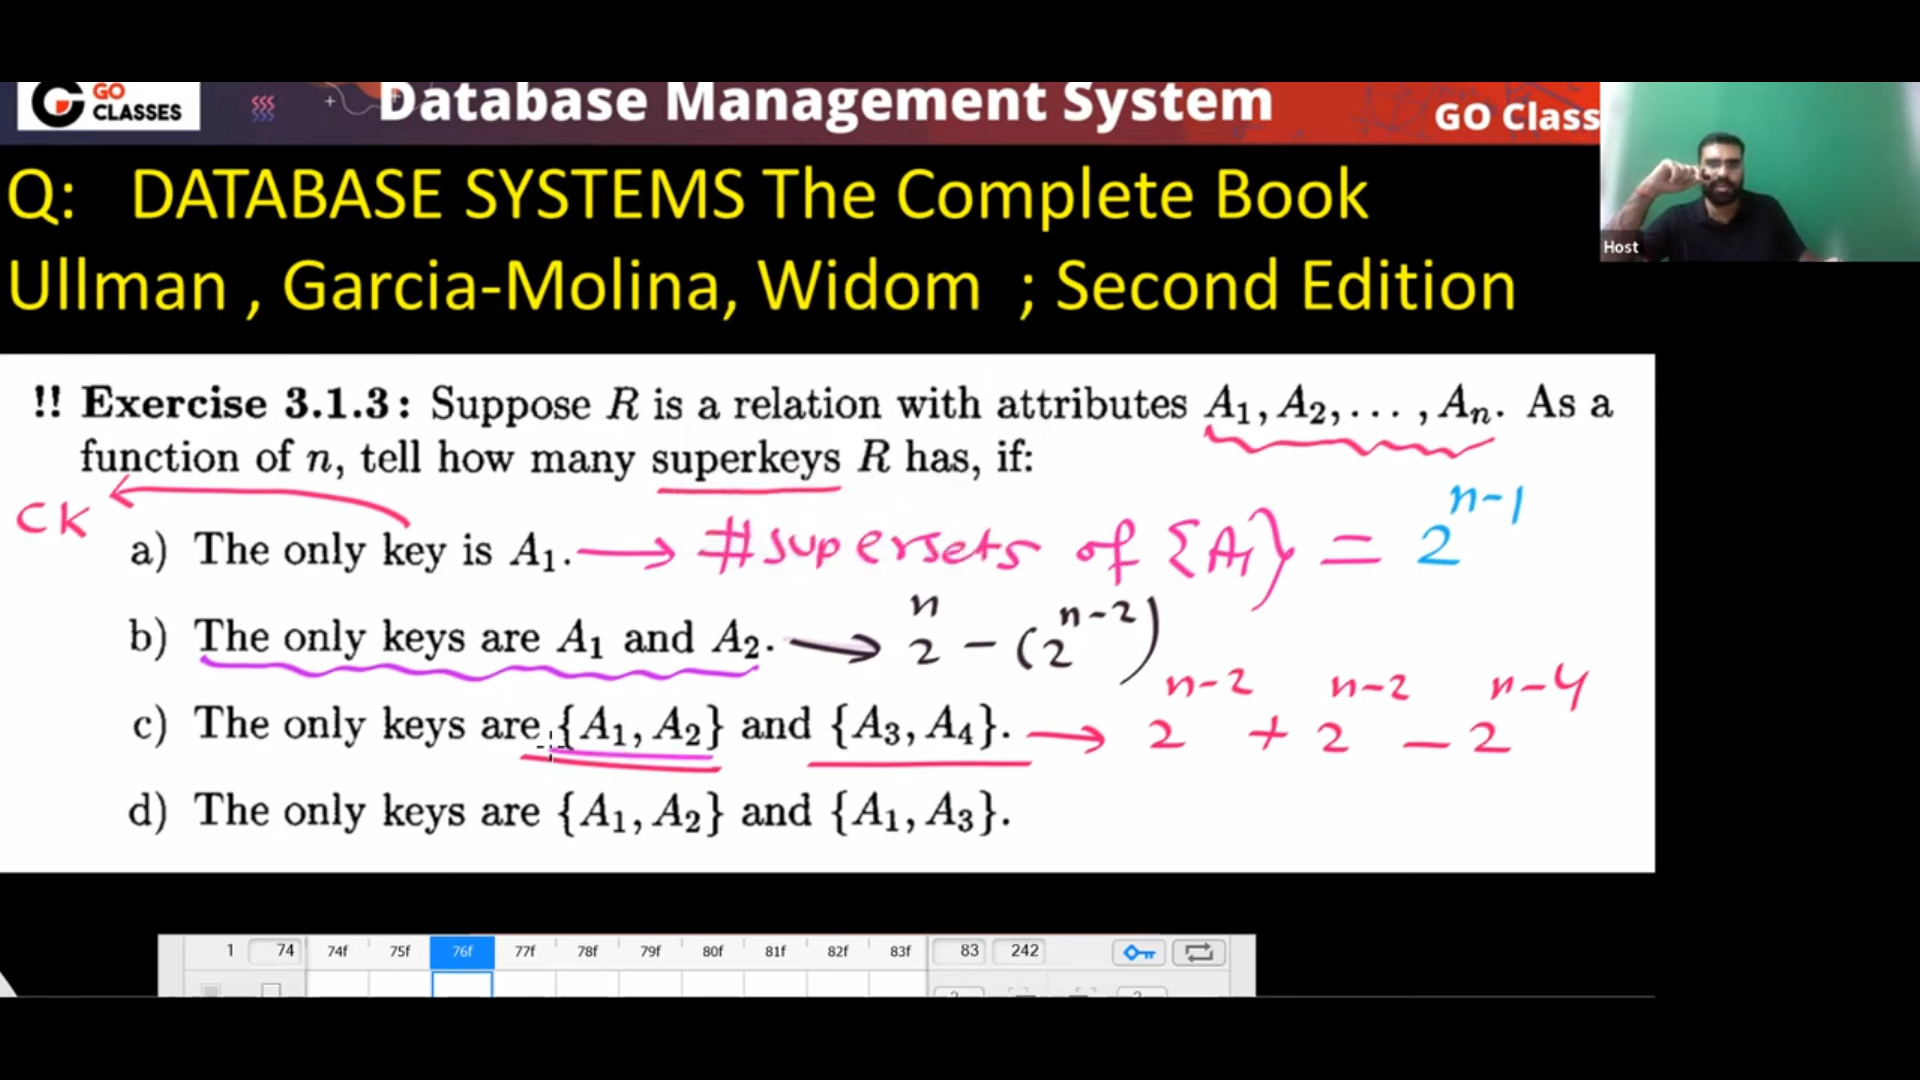 GO
CLASSES
Database Management System
GO Class
Q: DATABASE SYSTEMS The Complete Book
Ullman , Garcia-Molina, Widom ; Second Edition
Host
!! Exercise 3.1.3: Suppose R is a relation with attributes A₁, A₂, ... , Aₙ. As a
function of n, tell how many superkeys R has, if:
CK
a) The only key is A₁. → #supersets of {A₁} = 2^(n-1)
b) The only keys are A₁ and A₂. → 2^n - (2^(n-2))
c) The only keys are {A₁, A₂} and {A₃, A₄}. → 2^(n-2) + 2^(n-2) - 2^(n-4)
d) The only keys are {A₁, A₂} and {A₁, A₃}.
1 74 74f 75f 76f 77f 78f 79f 80f 81f 82f 83f 83 242